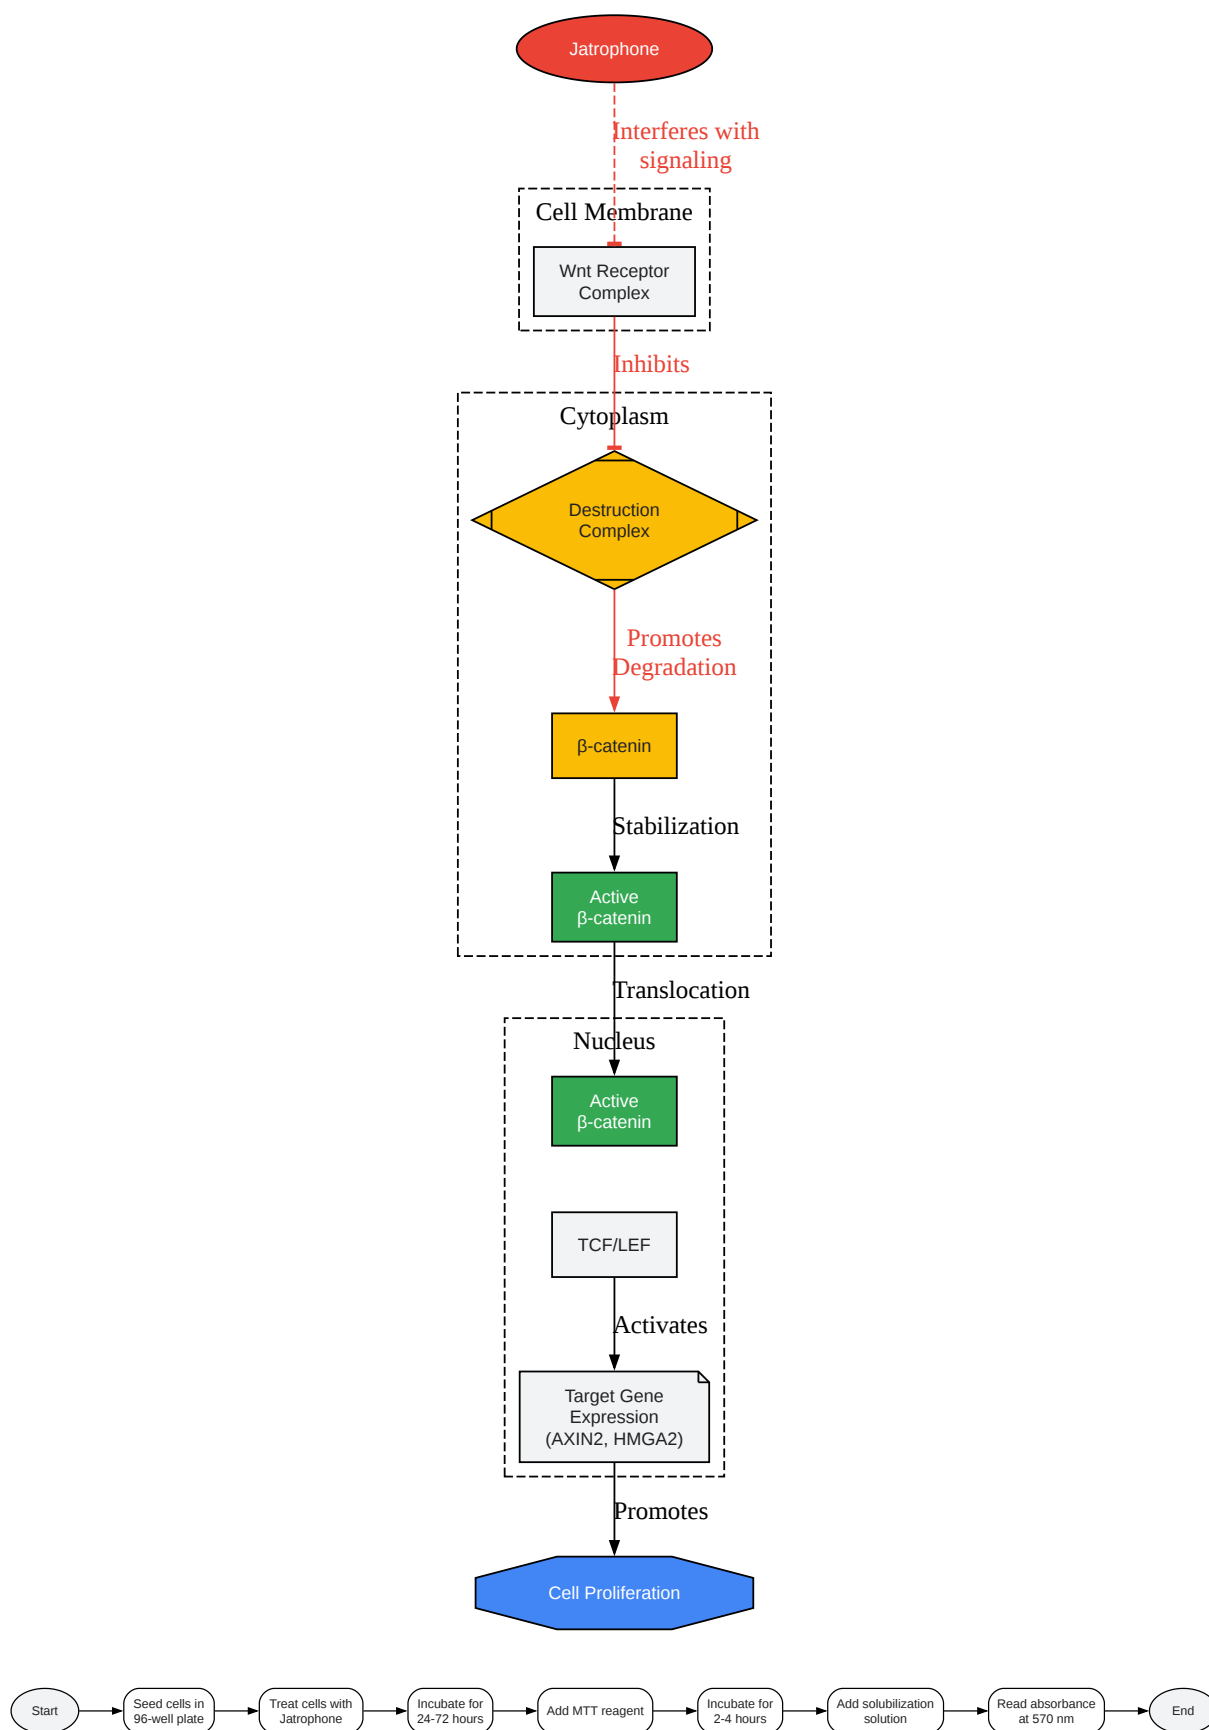 Jatrophone
Interferes with
signaling
Cell Membrane
Wnt Receptor
Complex
Inhibits
Cytoplasm
Destruction
Complex
Promotes
Degradation
β-catenin
Stabilization
Active
β-catenin
Translocation
Nucleus
Active
β-catenin
TCF/LEF
Activates
Target Gene
Expression
(AXIN2, HMGA2)
Promotes
Cell Proliferation
Start
Seed cells in
96-well plate
Treat cells with
Jatrophone
Incubate for
24-72 hours
Add MTT reagent
Incubate for
2-4 hours
Add solubilization
solution
Read absorbance
at 570 nm
End